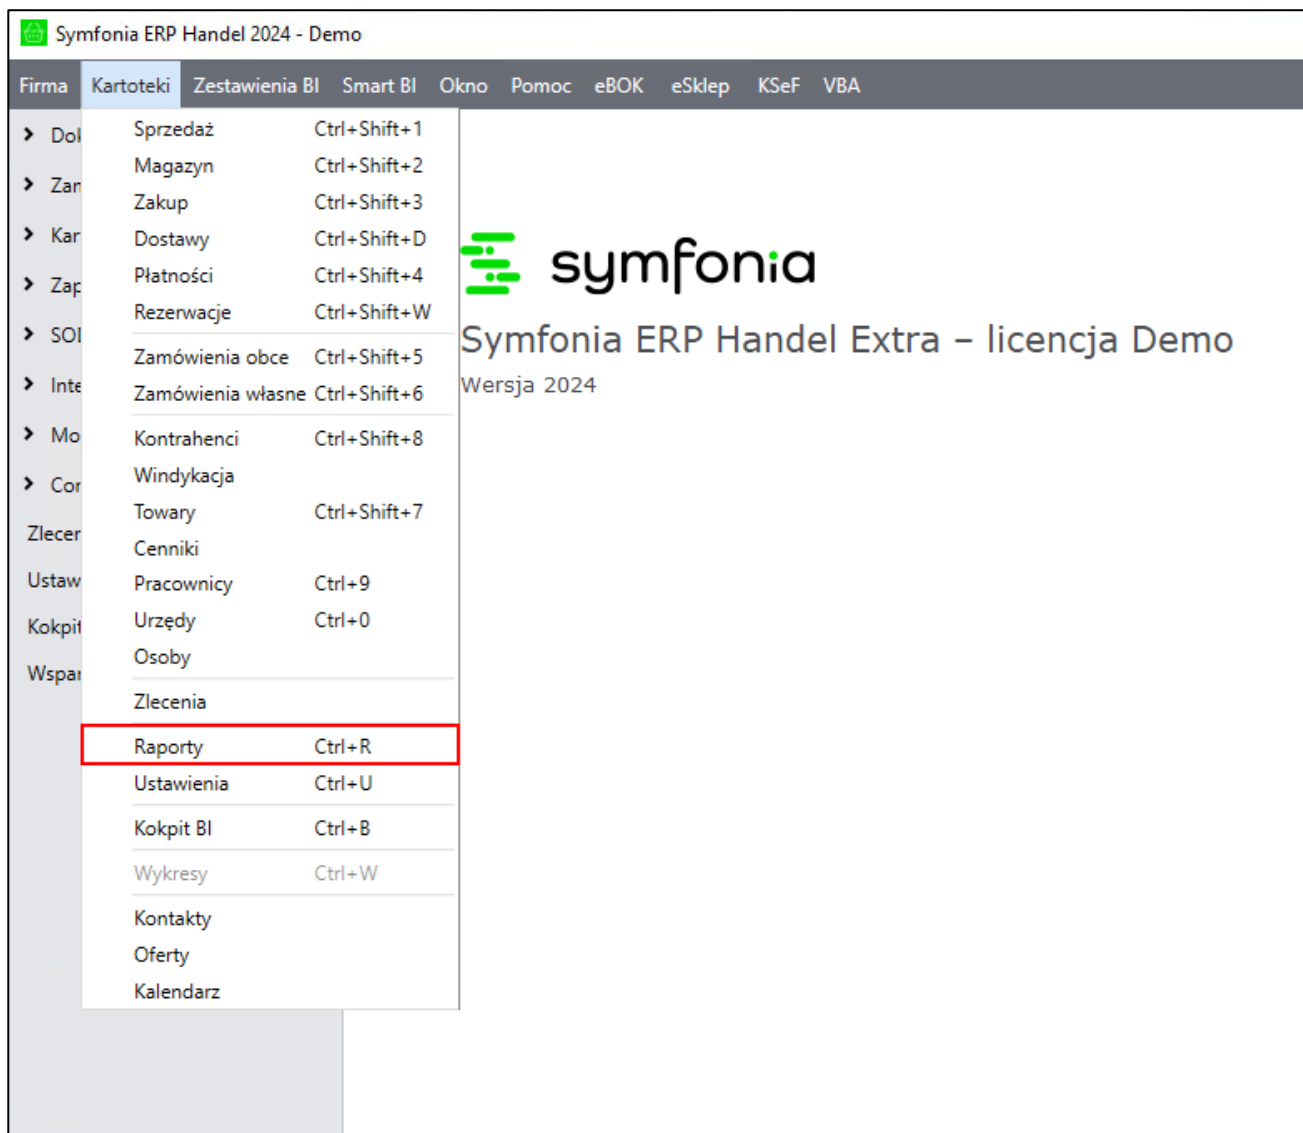 Symfonia ERP Handel 2024 - Demo
Firma Kartoteki Zestawienia BI Smart BI Okno Pomoc eBOK eSklep KSeF VBA
Sprzedaż Ctrl+Shift+1
Magazyn Ctrl+Shift+2
Zakup Ctrl+Shift+3
Dostawy Ctrl+Shift+D
Płatności Ctrl+Shift+4
Rezerwacje Ctrl+Shift+W
Zamówienia obce Ctrl+Shift+5
Zamówienia własne Ctrl+Shift+6
Kontrahenci Ctrl+Shift+8
Windykacja
Towary Ctrl+Shift+7
Cenniki
Pracownicy Ctrl+9
Urzędy Ctrl+0
Osoby
Zlecenia
Raporty Ctrl+R
Ustawienia Ctrl+U
Kokpit BI Ctrl+B
Wykresy Ctrl+W
Kontakty
Oferty
Kalendarz
Kokpit
symfonia
Symfonia ERP Handel Extra – licencja Demo
Wersja 2024